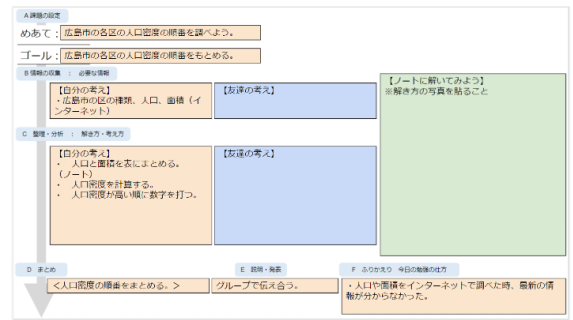 A 課題の設定
めあて：
広島市の名区の人口密度の順番を調べよう。
ゴール：
広島市の名区の人口密度の順番をもとめる。
B 情報の収集 ： 必要な情報
【自分の考え】
・広島市の区の種類、人口、面積（インターネット）
【友達の考え】
【ノートに解いてみよう】
※解き方の写真を貼ること
C 整理・分析 ： 解き方・考え方
【自分の考え】
・ 人口と面積を表にまとめる。
（ノート）
・ 人口密度を計算する。
・ 人口密度が高い順に数字を打つ。
【友達の考え】
D まとめ
＜人口密度の順番をまとめる。＞
E 説明・発表
グループで伝え合う。
F ふりかえり 今日の勉強の仕方
・人口や面積をインターネットで調べた時、最新の情報が分からなかった。